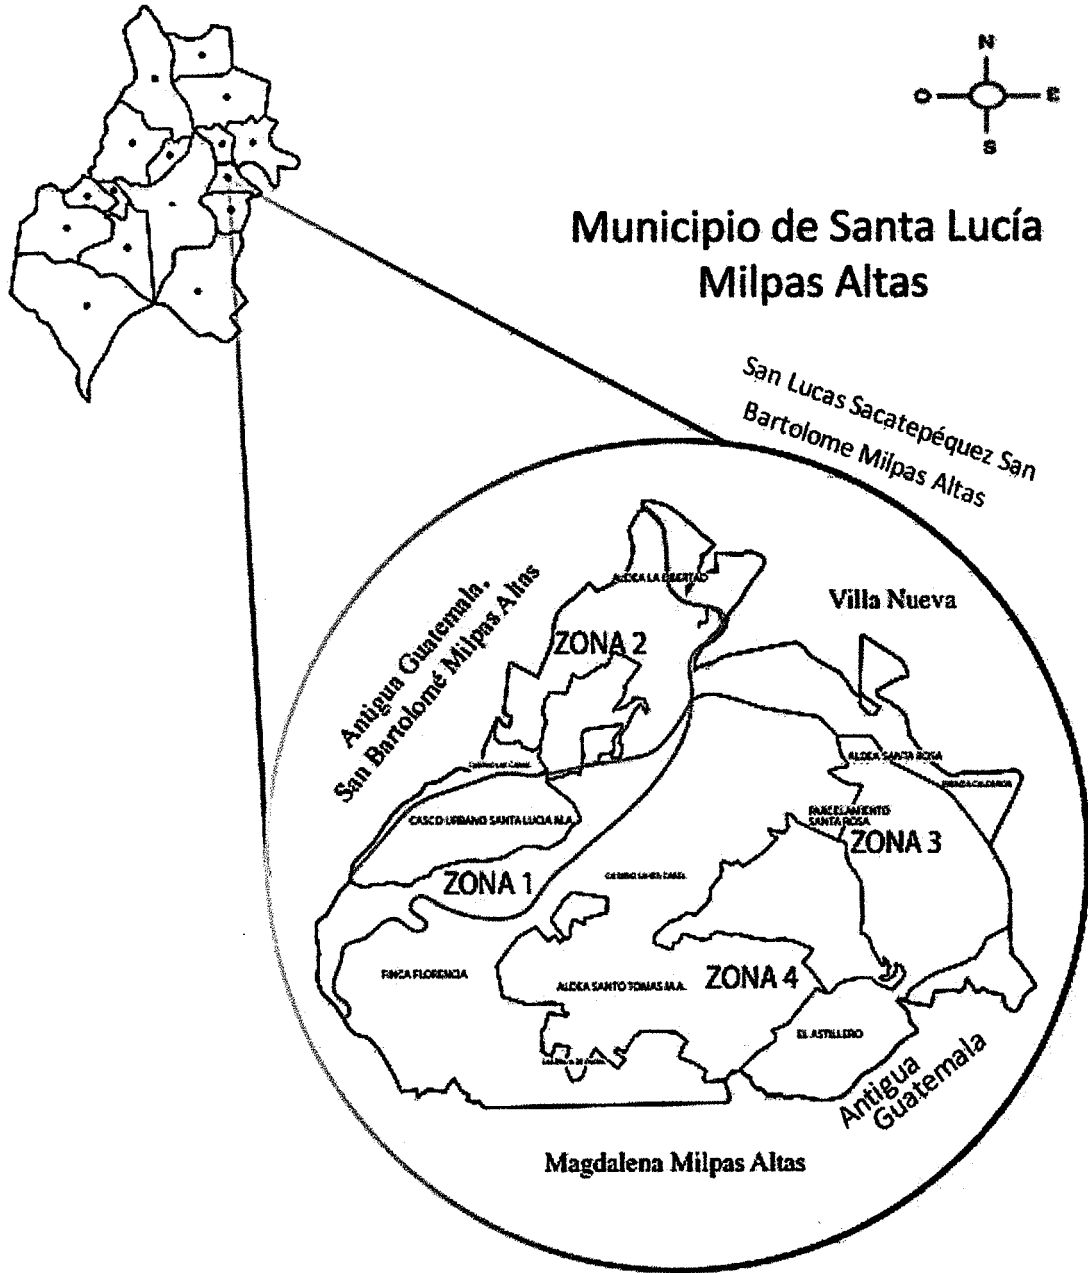 N
O E
S
Municipio de Santa Lucía
Milpas Altas
San Lucas Sacatepéquez San
Bartolome Milpas Altas
Antigua Guatemala,
San Bartolomé Milpas Altas
Villa Nueva
ALDEA LA LIBERTAD
ZONA 2
ALDEA SANTA ROSA
CASCO URBANO SANTA LUCIA M.A.
PARCELAMIENTO
SANTA ROSA
ZONA 3
ZONA 1
FINCA FLORENCIA
ALDEA SANTO TOMAS M.A.
ZONA 4
EL ASTILLERO
Antigua
Guatemala
Magdalena Milpas Altas